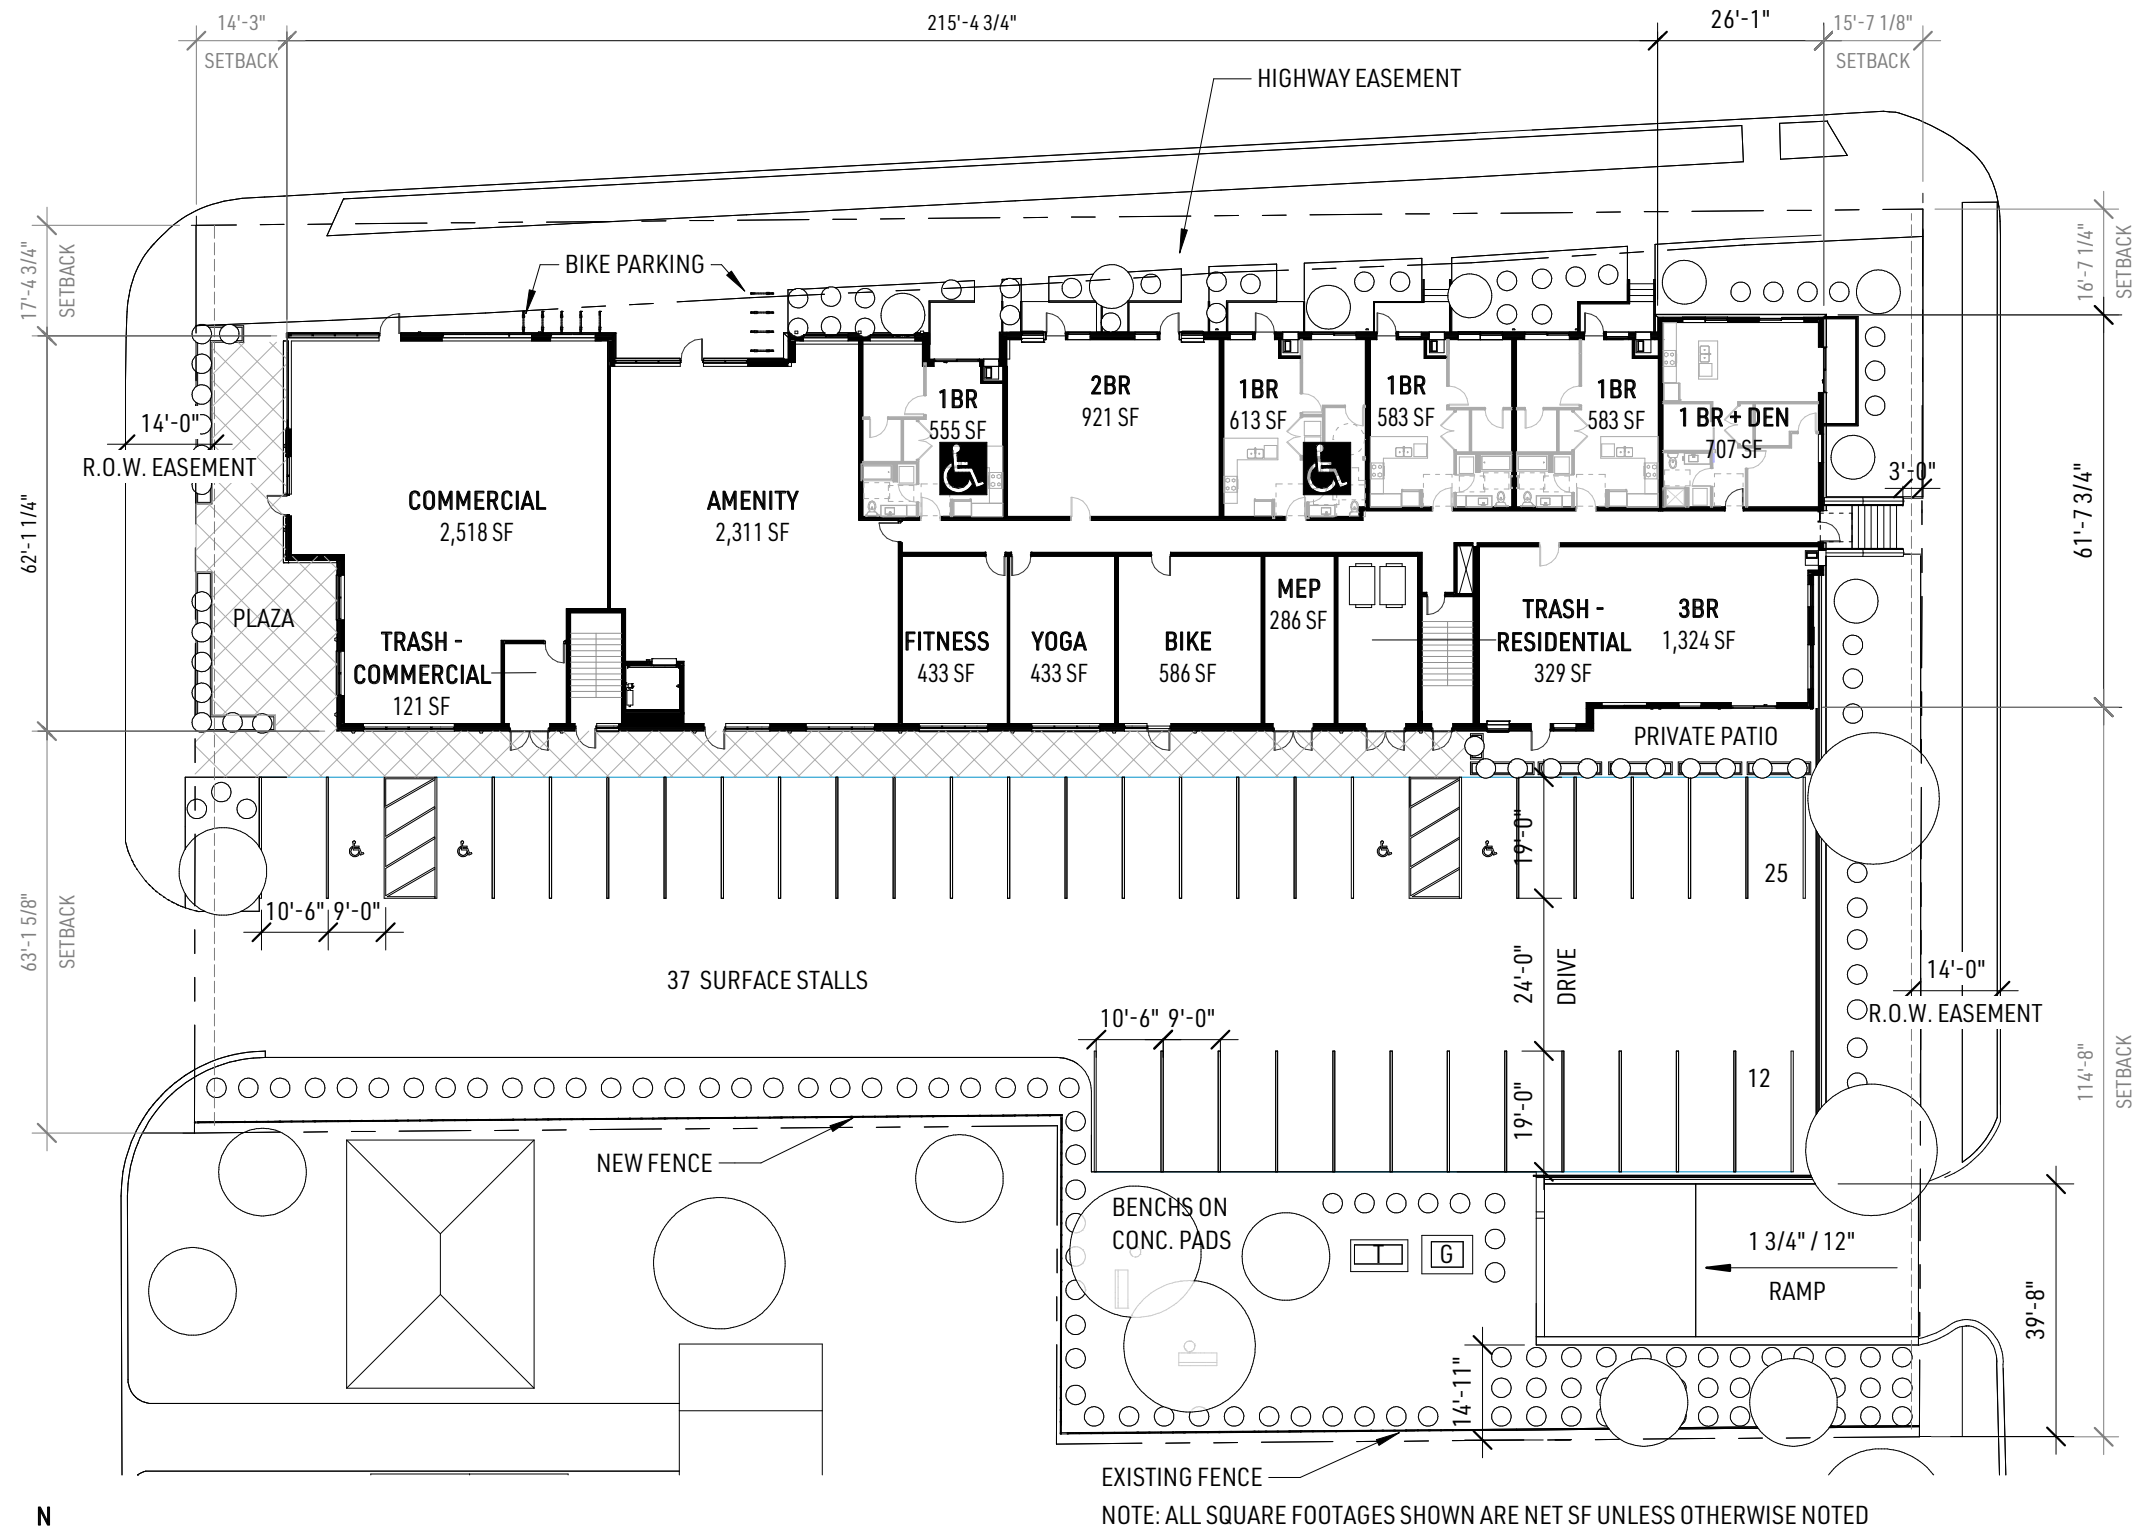 14'-3"
SETBACK
215'-4 3/4"
26'-1"
15'-7 1/8"
SETBACK
HIGHWAY EASEMENT
17'-4 3/4"
SETBACK
BIKE PARKING
16'-7 1/4"
SETBACK
14'-0"
R.O.W. EASEMENT
62'-1 1/4"
COMMERCIAL
2,518 SF
AMENITY
2,311 SF
1BR
555 SF
2BR
921 SF
1BR
613 SF
1BR
583 SF
1BR
583 SF
1 BR + DEN
707 SF
3'-0"
61'-7 3/4"
PLAZA
TRASH -
COMMERCIAL
121 SF
FITNESS
433 SF
YOGA
433 SF
BIKE
586 SF
MEP
286 SF
TRASH -
RESIDENTIAL
329 SF
3BR
1,324 SF
PRIVATE PATIO
19'-0"
25
10'-6"
9'-0"
63'-1 5/8"
SETBACK
37 SURFACE STALLS
24'-0"
DRIVE
14'-0"
R.O.W. EASEMENT
10'-6"
9'-0"
12
19'-0"
114'-8"
SETBACK
NEW FENCE
BENCHS ON
CONC. PADS
T
G
1 3/4" / 12"
RAMP
39'-8"
14'-11"
EXISTING FENCE
N
NOTE: ALL SQUARE FOOTAGES SHOWN ARE NET SF UNLESS OTHERWISE NOTED